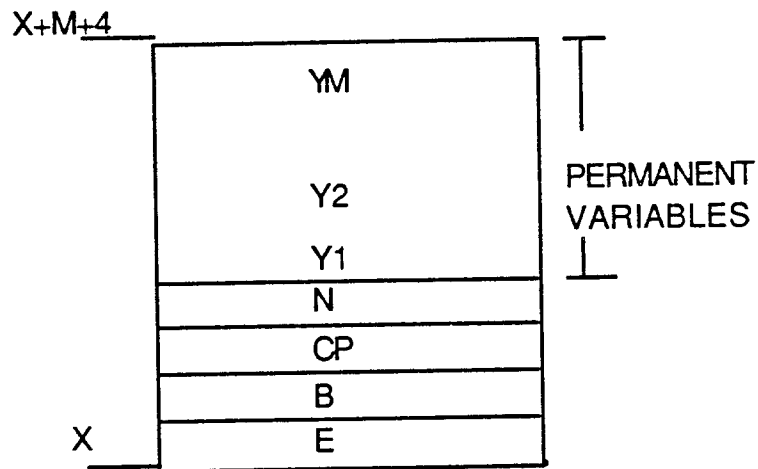 X+M+4
YM
Y2
PERMANENT
VARIABLES
Y1
N
CP
B
X
E